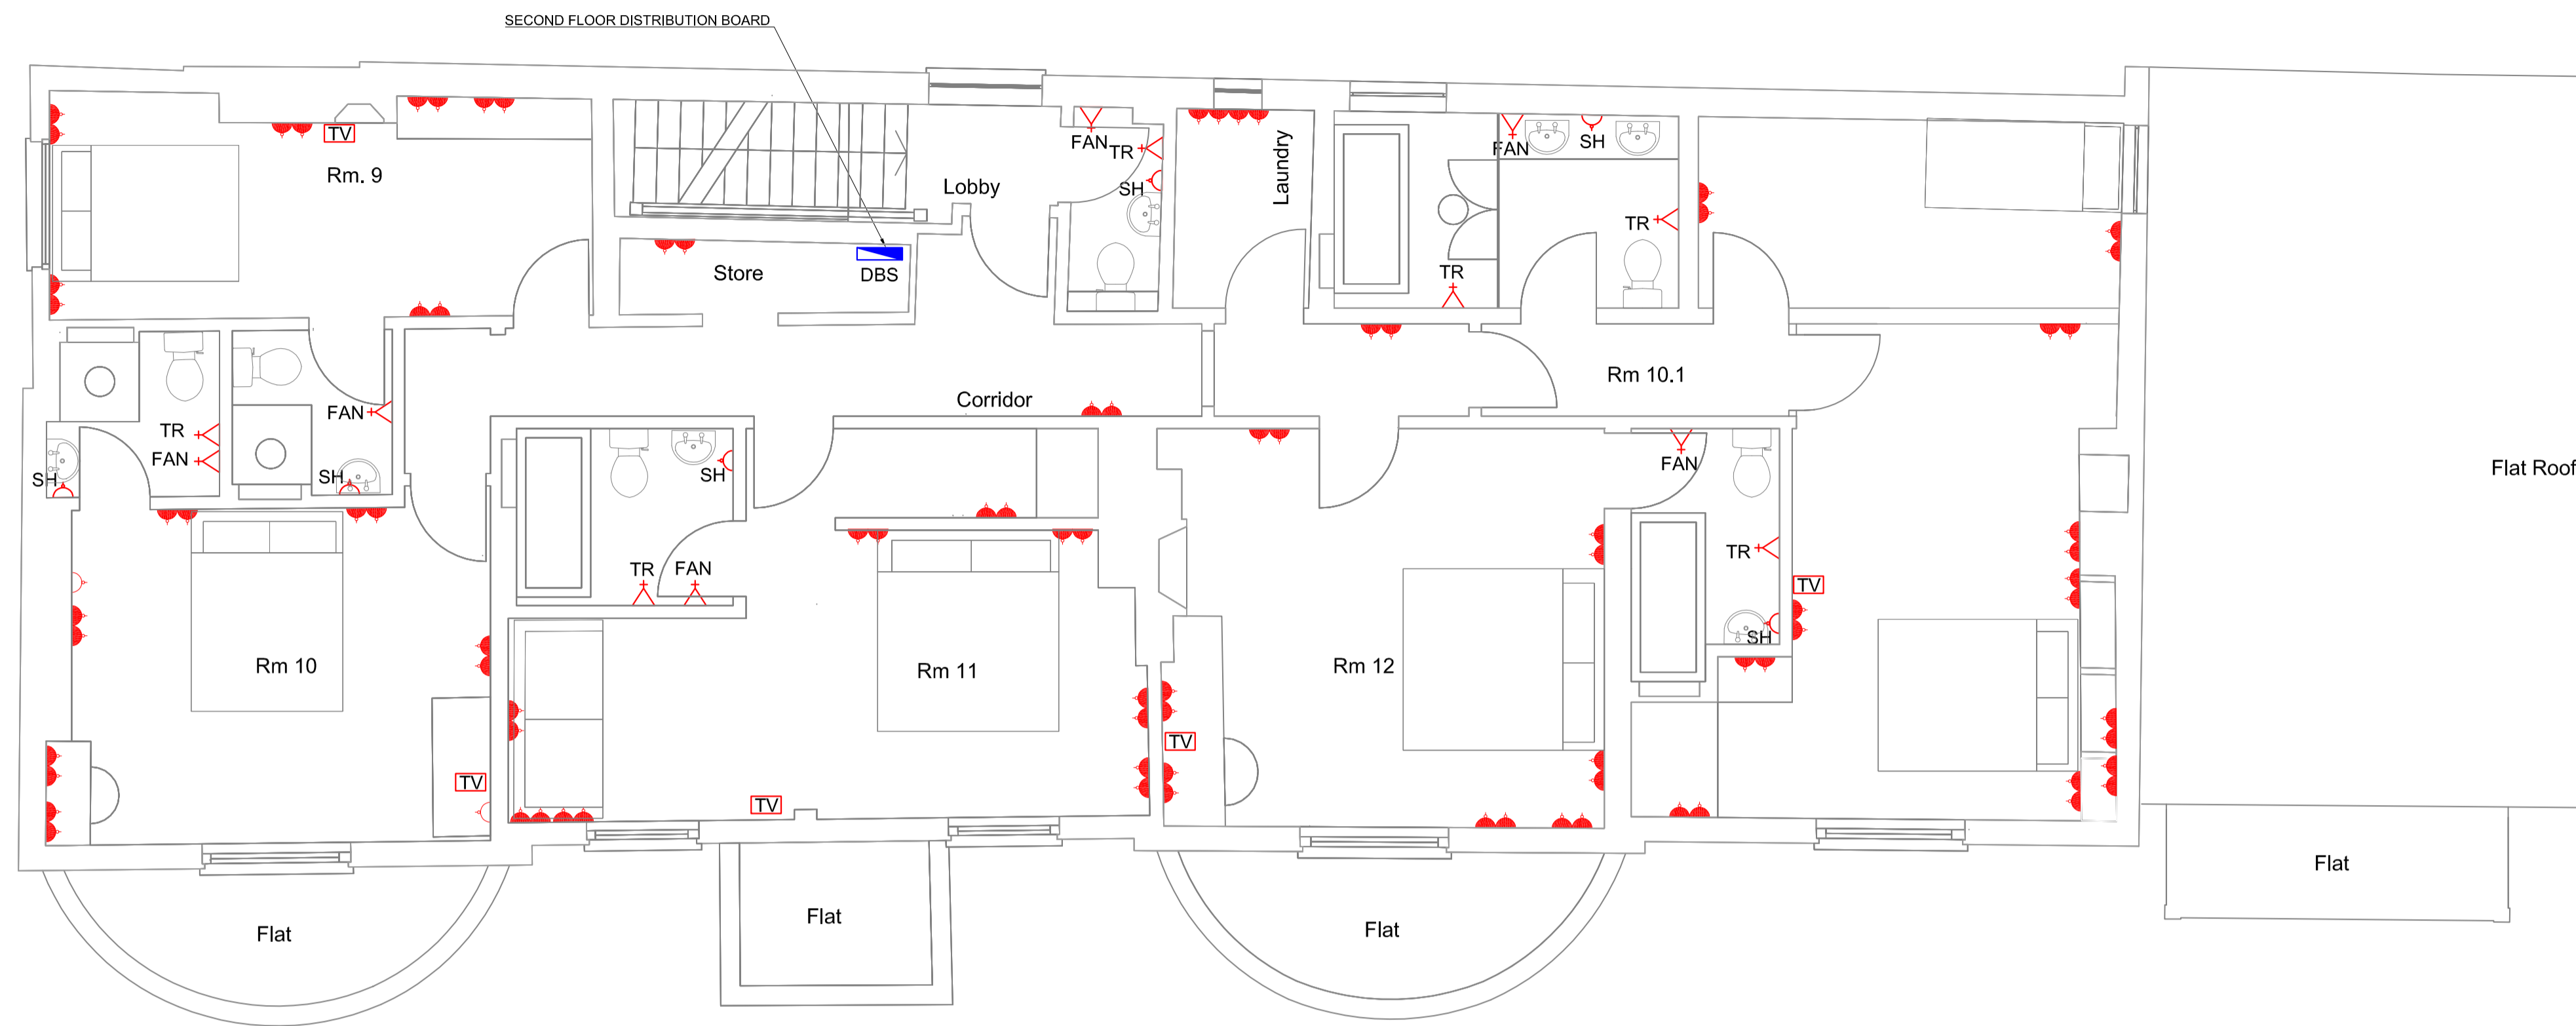 SECOND FLOOR DISTRIBUTION BOARD
TV
Rm. 9
Lobby
FAN
TR
SH
Laundry
FAN
SH
TR
TR
Store
DBS
Rm 10.1
Corridor
FAN
TR
FAN
SH
SH
SH
TR
FAN
FAN
TR
SH
TV
Flat Roof
Rm 10
Rm 11
Rm 12
TV
TV
TV
Flat
Flat
Flat
Flat